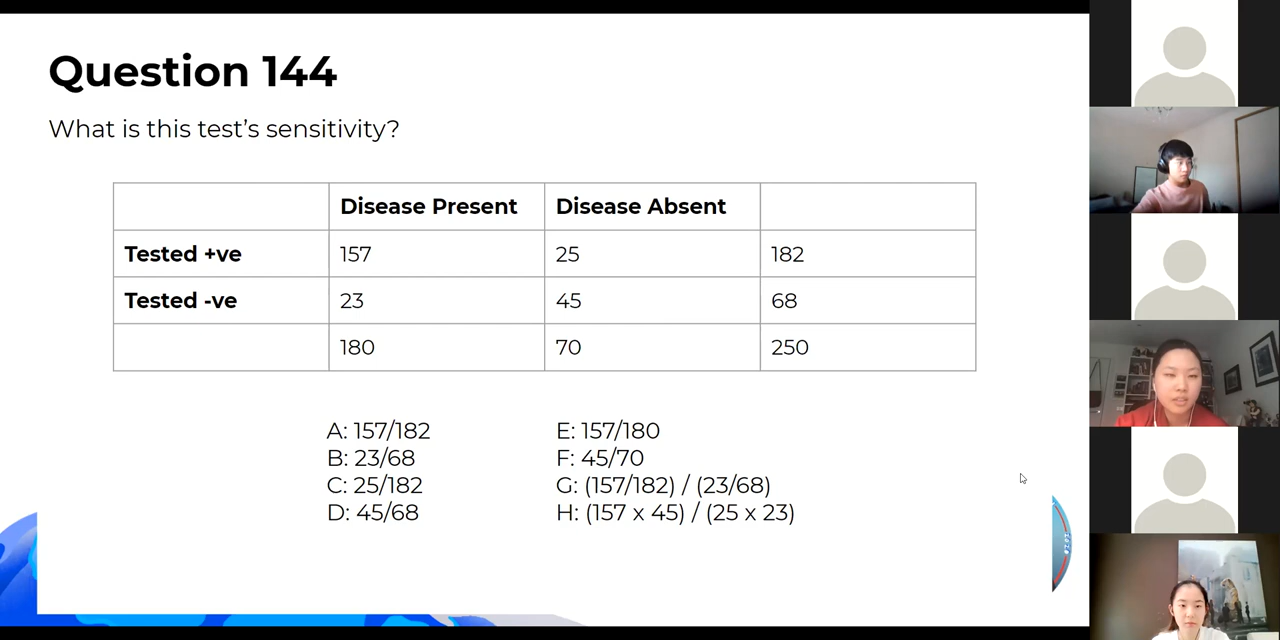 Question 144
What is this test's sensitivity?
Disease Present Disease Absent
Tested +ve 157 25 182
Tested -ve 23 45 68
180 70 250
A: 157/182
B: 23/68
C: 25/182
D: 45/68
E: 157/180
F: 45/70
G: (157/182) / (23/68)
H: (157 x 45) / (25 x 23)